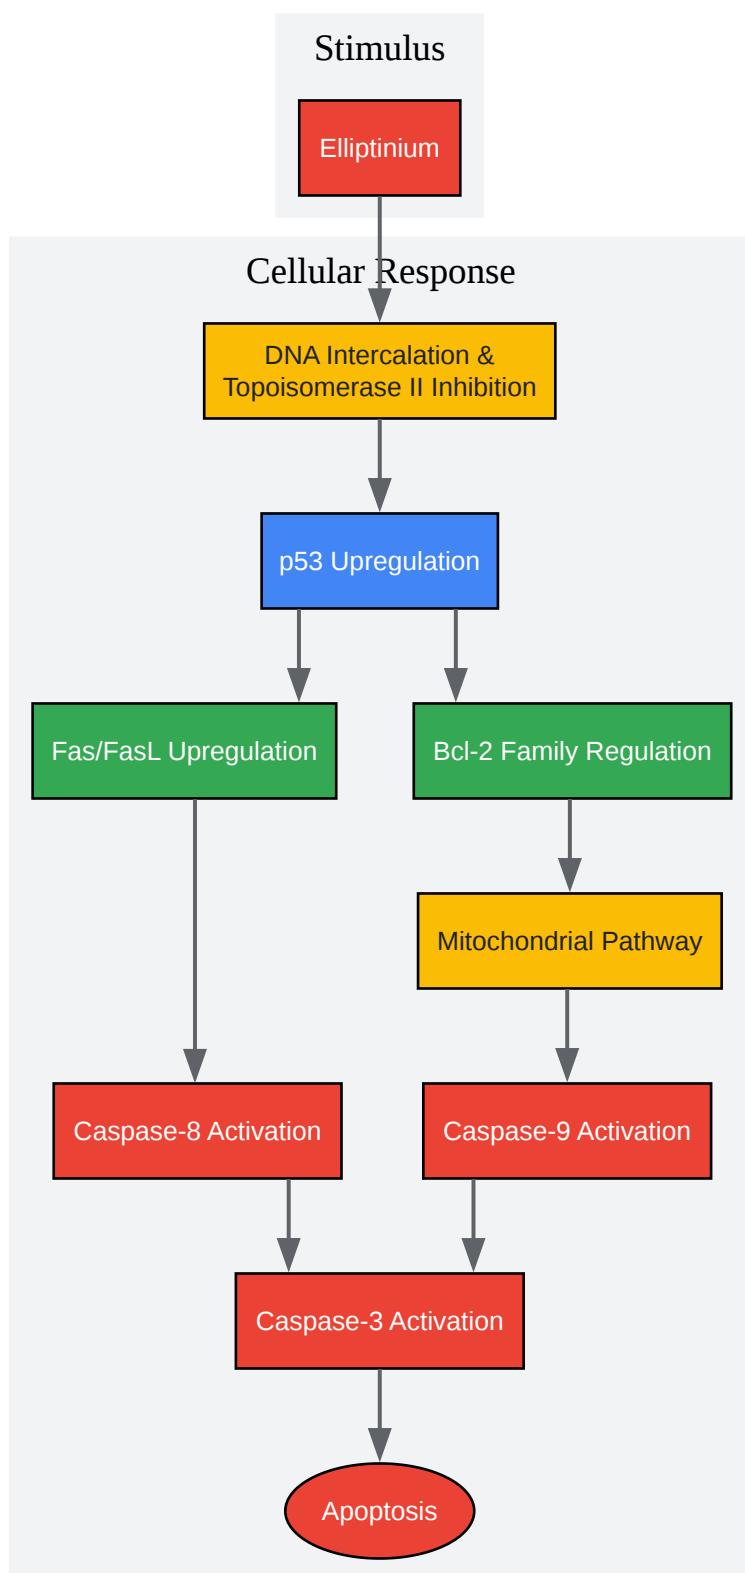 Stimulus
Elliptinium
Cellular Response
DNA Intercalation &
Topoisomerase II Inhibition
p53 Upregulation
Fas/FasL Upregulation
Bcl-2 Family Regulation
Mitochondrial Pathway
Caspase-8 Activation
Caspase-9 Activation
Caspase-3 Activation
Apoptosis